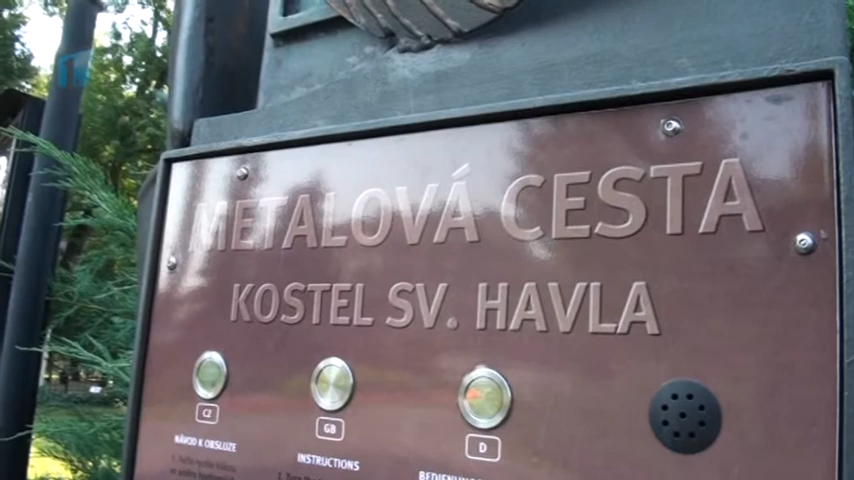 METALOVÁ CESTA
KOSTEL SV. HAVLA
CZ
GB
D
NÁVOD K OBSLUZE
INSTRUCTIONS